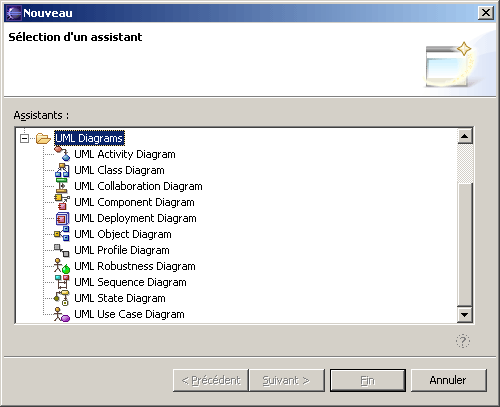 Nouveau
Sélection d'un assistant
Assistants :
UML Diagrams
UML Activity Diagram
UML Class Diagram
UML Collaboration Diagram
UML Component Diagram
UML Deployment Diagram
UML Object Diagram
UML Profile Diagram
UML Robustness Diagram
UML Sequence Diagram
UML State Diagram
UML Use Case Diagram
?
< Précédent Suivant > Fin Annuler